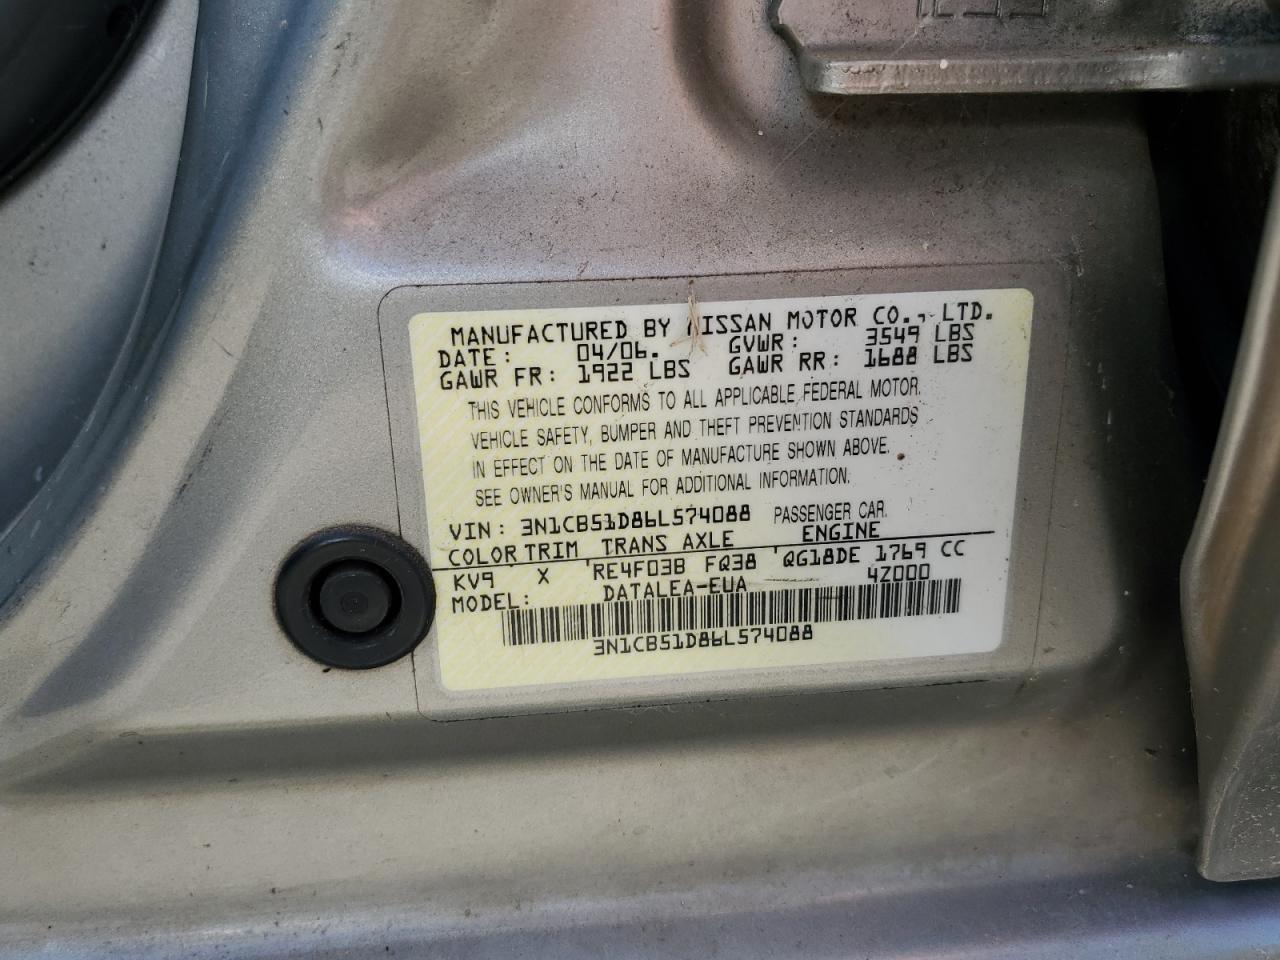 MANUFACTURED BY NISSAN MOTOR CO., LTD.
DATE: 04/06. GVWR: 3549 LBS
GAWR FR: 1922 LBS GAWR RR: 1688 LBS
THIS VEHICLE CONFORMS TO ALL APPLICABLE FEDERAL MOTOR
VEHICLE SAFETY, BUMPER AND THEFT PREVENTION STANDARDS
IN EFFECT ON THE DATE OF MANUFACTURE SHOWN ABOVE.
SEE OWNER'S MANUAL FOR ADDITIONAL INFORMATION.
VIN: 3N1CB51D86L574088 PASSENGER CAR
COLOR TRIM TRANS AXLE ENGINE
KV9 X 'RE4F03B FQ38 'QG18DE 1769 CC
MODEL: DATALEA-EUA 4Z000
3N1CB51D86L574088